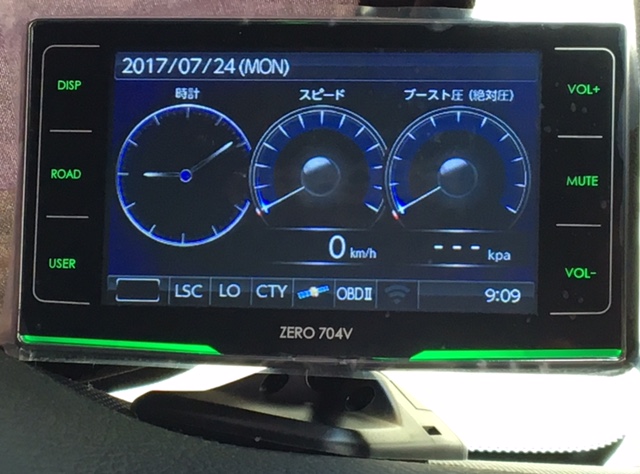 2017/07/24(MON)
DISP
ROAD
USER
時計
スピード
ブースト圧(絶対圧)
0 km/h
--- kpa
LSC LO CTY OBDⅡ 9:09
VOL+
MUTE
VOL-
ZERO 704V